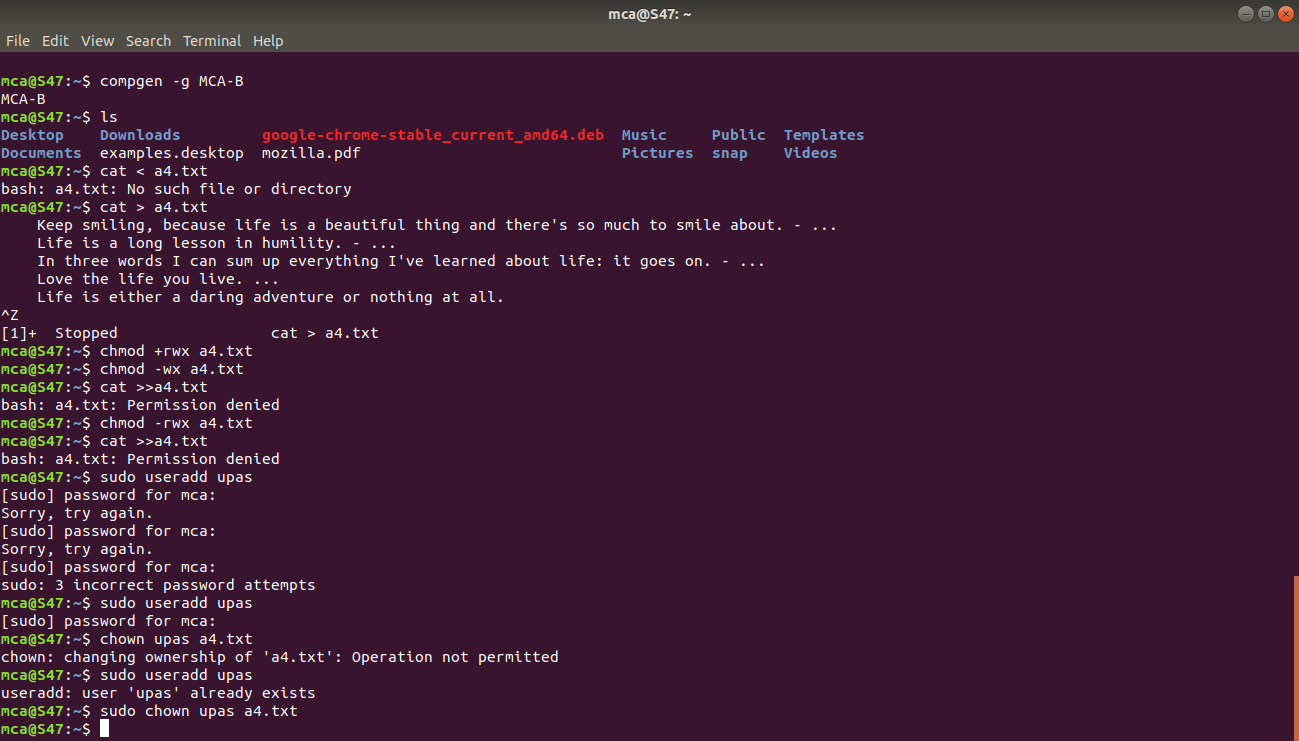 mca@S47: ~
File Edit View Search Terminal Help
mca@S47:~$ compgen -g MCA-B
MCA-B
mca@S47:~$ ls
Desktop    Downloads         google-chrome-stable_current_amd64.deb  Music     Public  Templates
Documents  examples.desktop  mozilla.pdf                             Pictures  snap    Videos
mca@S47:~$ cat < a4.txt
bash: a4.txt: No such file or directory
mca@S47:~$ cat > a4.txt
    Keep smiling, because life is a beautiful thing and there's so much to smile about. - ...
    Life is a long lesson in humility. - ...
    In three words I can sum up everything I've learned about life: it goes on. - ...
    Love the life you live. ...
    Life is either a daring adventure or nothing at all.
^Z
[1]+  Stopped                 cat > a4.txt
mca@S47:~$ chmod +rwx a4.txt
mca@S47:~$ chmod -wx a4.txt
mca@S47:~$ cat >>a4.txt
bash: a4.txt: Permission denied
mca@S47:~$ chmod -rwx a4.txt
mca@S47:~$ cat >>a4.txt
bash: a4.txt: Permission denied
mca@S47:~$ sudo useradd upas
[sudo] password for mca:
Sorry, try again.
[sudo] password for mca:
Sorry, try again.
[sudo] password for mca:
sudo: 3 incorrect password attempts
mca@S47:~$ sudo useradd upas
[sudo] password for mca:
mca@S47:~$ chown upas a4.txt
chown: changing ownership of 'a4.txt': Operation not permitted
mca@S47:~$ sudo useradd upas
useradd: user 'upas' already exists
mca@S47:~$ sudo chown upas a4.txt
mca@S47:~$